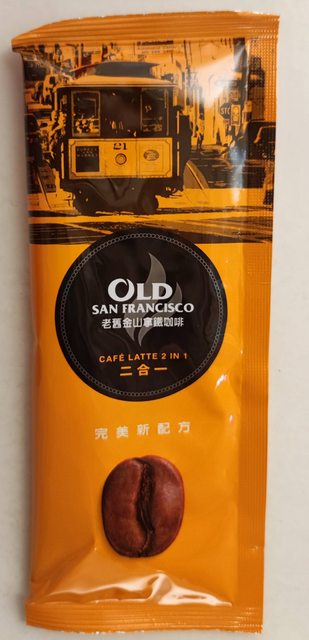 21
OLD
SAN FRANCISCO
老舊金山拿鐵咖啡
CAFÉ LATTE 2 IN 1
二合一
完美新配方